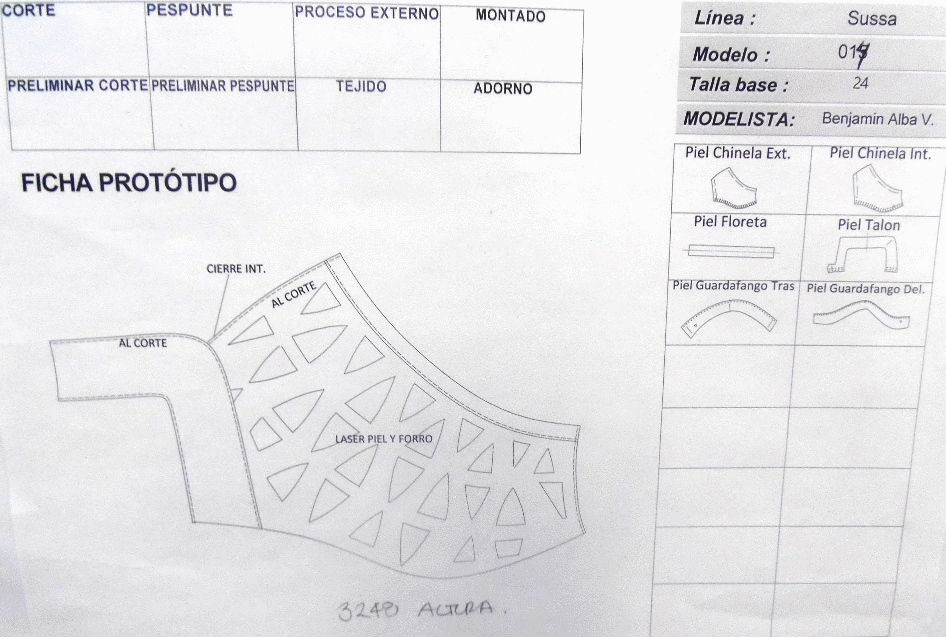 CORTE PESPUNTE PROCESO EXTERNO MONTADO
PRELIMINAR CORTE PRELIMINAR PESPUNTE TEJIDO ADORNO
FICHA PROTÓTIPO
Línea : Sussa
Modelo :
Talla base : 24
MODELISTA: Benjamin Alba V.
Piel Chinela Ext. Piel Chinela Int.
Piel Floreta Piel Talon
Piel Guardafango Tras Piel Guardafango Del.
CIERRE INT.
AL CORTE
AL CORTE
LASER PIEL Y FORRO
3248 ALTURA.